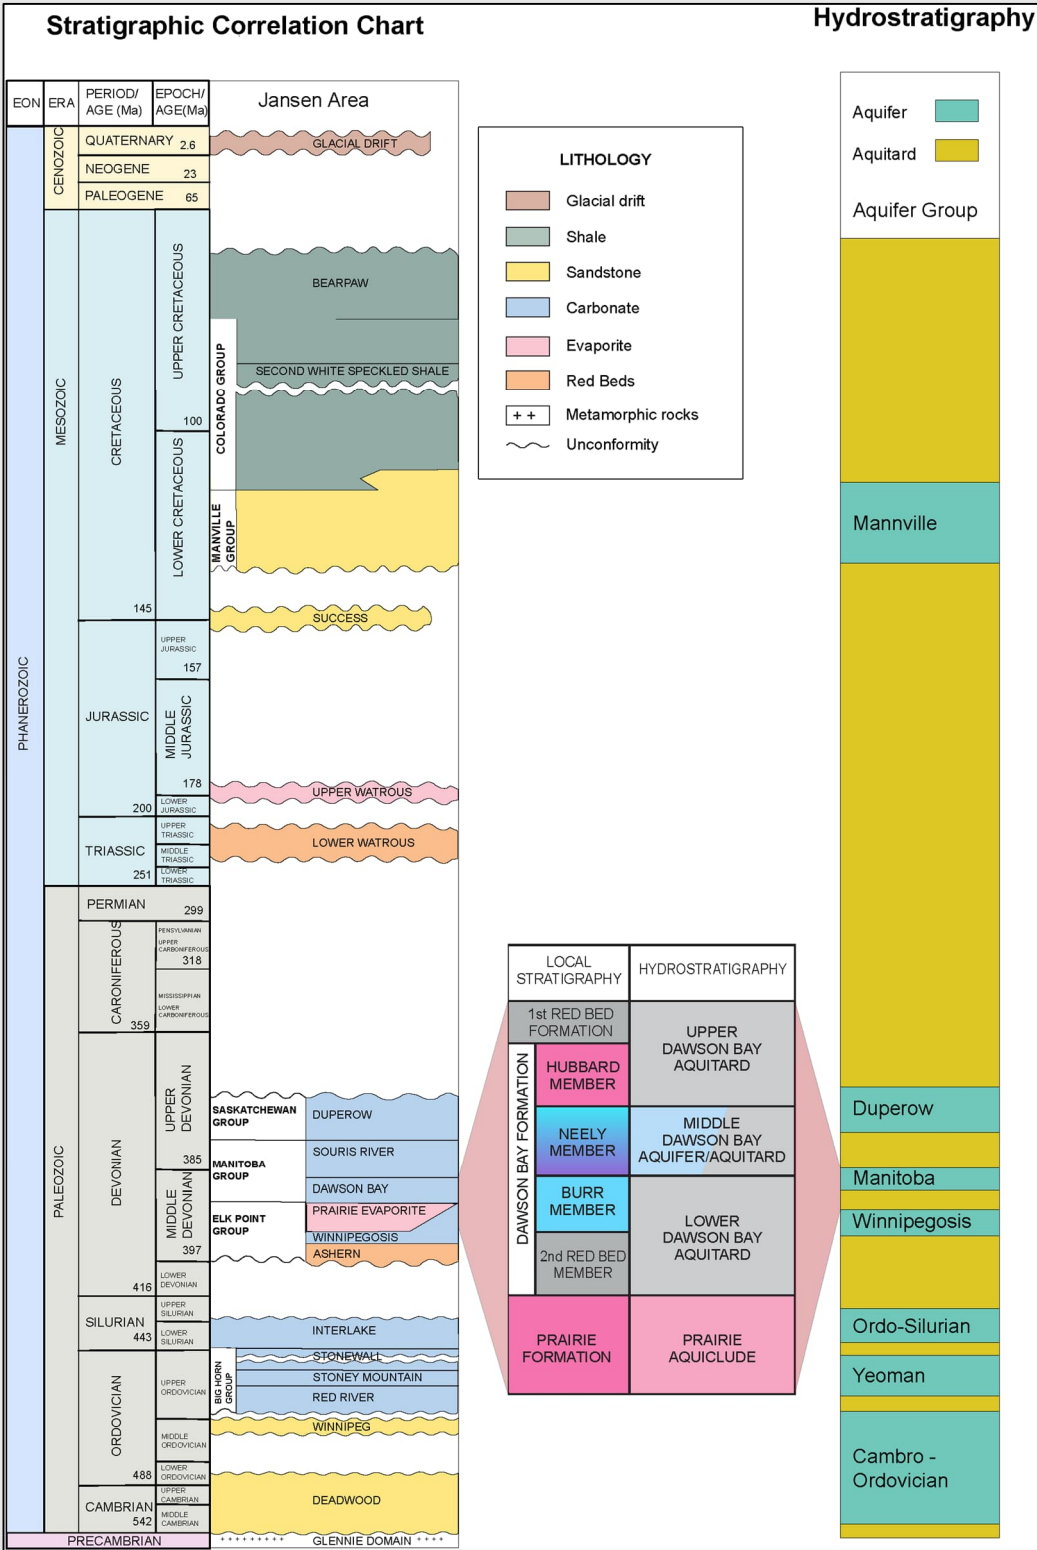 Stratigraphic Correlation Chart
Hydrostratigraphy
EON
ERA
PERIOD/
AGE (Ma)
EPOCH/
AGE(Ma)
Jansen Area
PHANEROZOIC
CENOZOIC
QUATERNARY 2.6
NEOGENE
23
PALEOGENE 65
MESOZOIC
CRETACEOUS
145
UPPER CRETACEOUS
100
LOWER CRETACEOUS
JURASSIC
200
UPPER
JURASSIC
157
MIDDLE
JURASSIC
178
LOWER
JURASSIC
TRIASSIC
251
UPPER
TRIASSIC
MIDDLE
TRIASSIC
LOWER
TRIASSIC
PALEOZOIC
PERMIAN
299
CARONIFEROUS
359
PENSYLVANIAN
UPPER
CARBONIFEROUS
318
MISSISSIPPIAN
LOWER
CARBONIFEROUS
DEVONIAN
416
UPPER
DEVONIAN
385
MIDDLE
DEVONIAN
397
LOWER
DEVONIAN
SILURIAN
443
UPPER
SILURIAN
LOWER
SILURIAN
ORDOVICIAN
488
UPPER
ORDOVICIAN
MIDDLE
ORDOVICIAN
LOWER
ORDOVICIAN
CAMBRIAN
542
UPPER
CAMBRIAN
MIDDLE
CAMBRIAN
PRECAMBRIAN
GLACIAL DRIFT
BEARPAW
COLORADO GROUP
SECOND WHITE SPECKLED SHALE
MANVILLE
GROUP
SUCCESS
UPPER WATROUS
LOWER WATROUS
SASKATCHEWAN
GROUP
DUPEROW
MANITOBA
GROUP
SOURIS RIVER
DAWSON BAY
ELK POINT
GROUP
PRAIRIE EVAPORITE
WINNIPEGOSIS
ASHERN
INTERLAKE
BIG HORN
GROUP
STONEWALL
STONEY MOUNTAIN
RED RIVER
WINNIPEG
DEADWOOD
+++++++++ GLENNIE DOMAIN ++++
LITHOLOGY
Glacial drift
Shale
Sandstone
Carbonate
Evaporite
Red Beds
++ Metamorphic rocks
Unconformity
LOCAL
STRATIGRAPHY
HYDROSTRATIGRAPHY
1st RED BED
FORMATION
DAWSON BAY FORMATION
HUBBARD
MEMBER
NEELY
MEMBER
BURR
MEMBER
2nd RED BED
MEMBER
PRAIRIE
FORMATION
UPPER
DAWSON BAY
AQUITARD
MIDDLE
DAWSON BAY
AQUIFER/AQUITARD
LOWER
DAWSON BAY
AQUITARD
PRAIRIE
AQUICLUDE
Aquifer
Aquitard
Aquifer Group
Mannville
Duperow
Manitoba
Winnipegosis
Ordo-Silurian
Yeoman
Cambro -
Ordovician